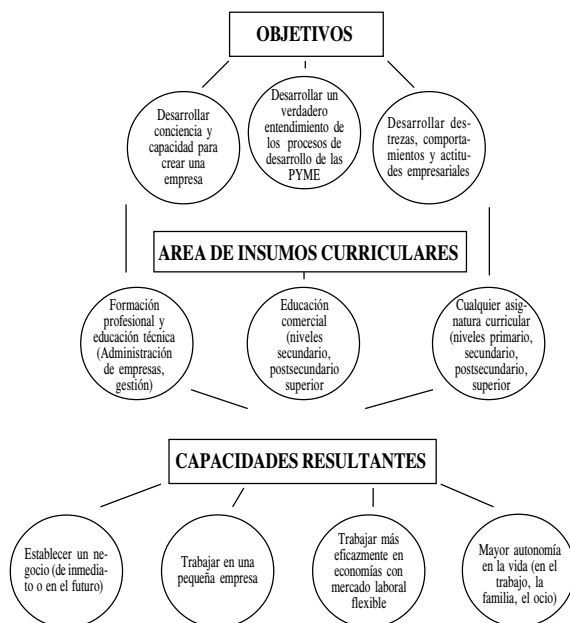 OBJETIVOS
Desarrollar
conciencia y
capacidad para
crear una
empresa
Desarrollar un
verdadero
entendimiento de
los procesos de
desarrollo de las
PYME
Desarrollar des-
trezas, comporta-
mientos y actitu-
des empresariales
AREA DE INSUMOS CURRICULARES
Formación
profesional y
educación técnica
(Administración
de empresas,
gestión)
Educación
comercial
(niveles
secundario,
postsecundario
superior
Cualquier asig-
natura curricular
(niveles primario,
secundario,
postsecundario,
superior
CAPACIDADES RESULTANTES
Establecer un ne-
gocio (de inmedia-
to o en el futuro)
Trabajar en una
pequeña empresa
Trabajar más
eficazmente en
economías con
mercado laboral
flexible
Mayor autonomía
en la vida (en el
trabajo, la
familia, el ocio)